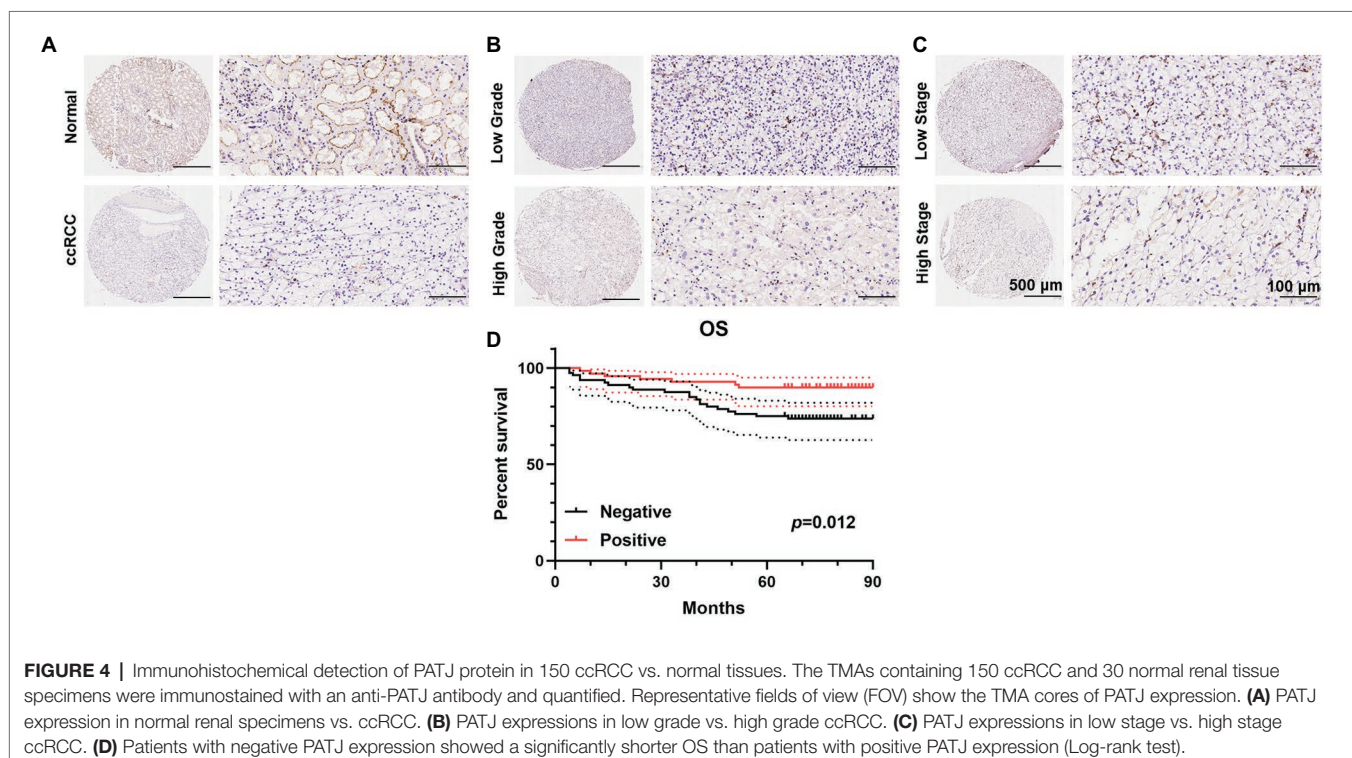 A
Normal
ccRCC
B
Low Grade
High Grade
C
Low Stage
High Stage
500 µm
100 µm
D
OS
Percent survival
100
50
0
Negative
Positive
p=0.012
0 30 60 90
Months
FIGURE 4 | Immunohistochemical detection of PATJ protein in 150 ccRCC vs. normal tissues. The TMAs containing 150 ccRCC and 30 normal renal tissue
specimens were immunostained with an anti-PATJ antibody and quantified. Representative fields of view (FOV) show the TMA cores of PATJ expression. (A) PATJ
expression in normal renal specimens vs. ccRCC. (B) PATJ expressions in low grade vs. high grade ccRCC. (C) PATJ expressions in low stage vs. high stage
ccRCC. (D) Patients with negative PATJ expression showed a significantly shorter OS than patients with positive PATJ expression (Log-rank test).